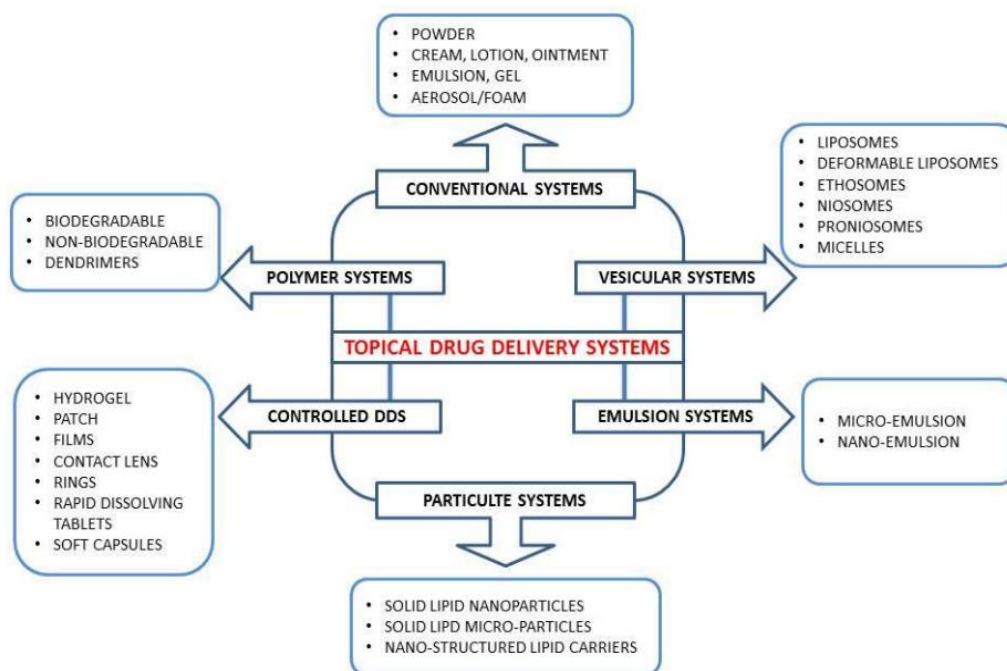 • POWDER
• CREAM, LOTION, OINTMENT
• EMULSION, GEL
• AEROSOL/FOAM
CONVENTIONAL SYSTEMS
• LIPOSOMES
• DEFORMABLE LIPOSOMES
• ETHOSOMES
• NIOSOMES
• PRONIOSOMES
• MICELLES
• BIODEGRADABLE
• NON-BIODEGRADABLE
• DENDRIMERS
POLYMER SYSTEMS
VESICULAR SYSTEMS
TOPICAL DRUG DELIVERY SYSTEMS
• HYDROGEL
• PATCH
• FILMS
• CONTACT LENS
• RINGS
• RAPID DISSOLVING
TABLETS
• SOFT CAPSULES
CONTROLLED DDS
EMULSION SYSTEMS
• MICRO-EMULSION
• NANO-EMULSION
PARTICULTE SYSTEMS
• SOLID LIPID NANOPARTICLES
• SOLID LIPD MICRO-PARTICLES
• NANO-STRUCTURED LIPID CARRIERS